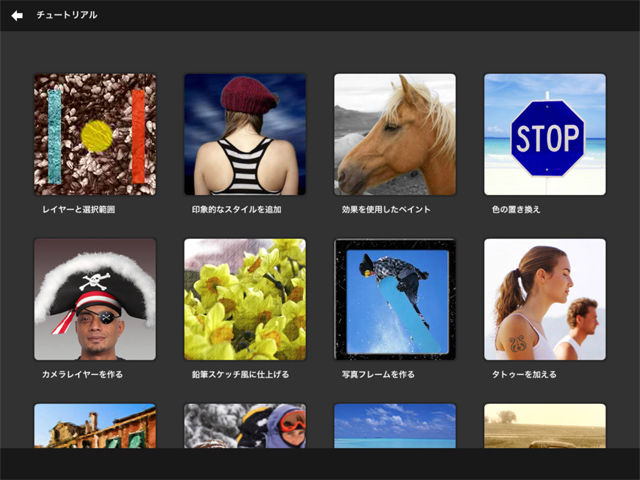 チュートリアル
レイヤーと選択範囲
印象的なスタイルを追加
効果を使用したペイント
STOP
色の置き換え
カメラレイヤーを作る
鉛筆スケッチ風に仕上げる
写真フレームを作る
タトゥーを加える